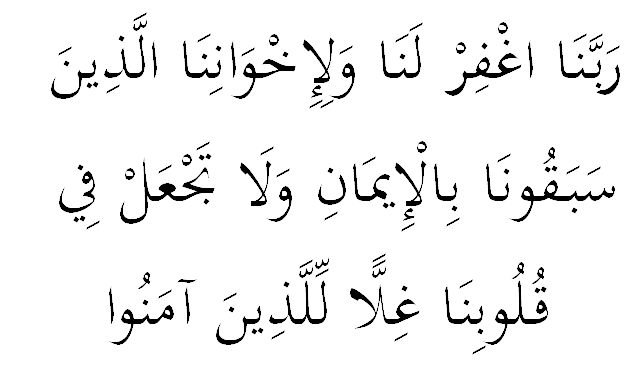 رَبَّنَا اغْفِرْ لَنَا وَلِإِخْوَانِنَا الَّذِينَ
سَبَقُونَا بِالْإِيمَانِ وَلَا تَجْعَلْ فِي
قُلُوبِنَا غِلًّا لِّلَّذِينَ آمَنُوا